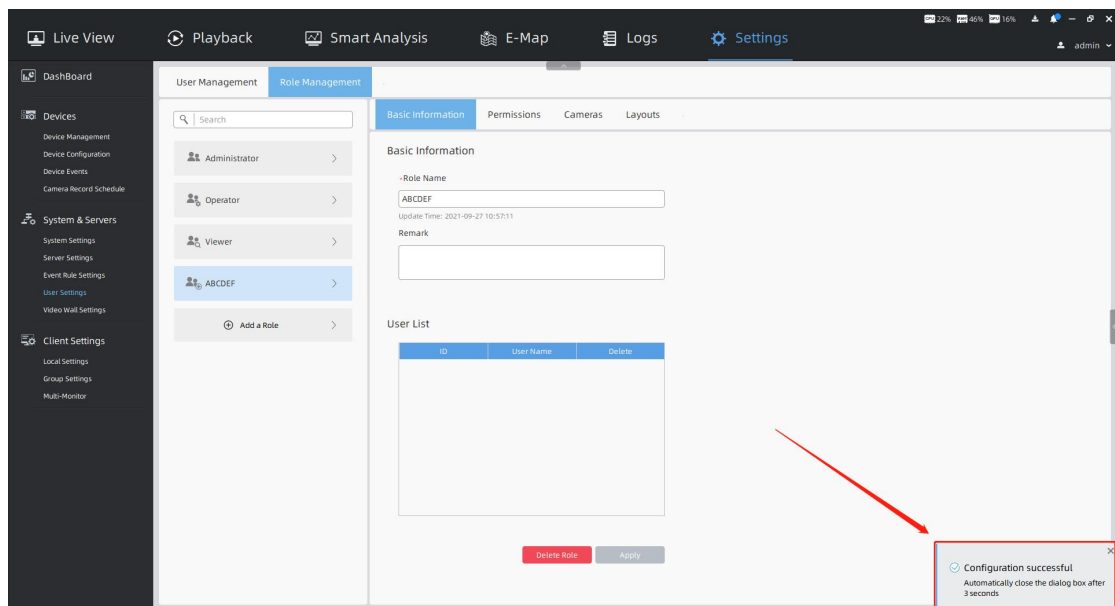 CPU 22% RAM 46% GPU 16%
Live View
Playback
Smart Analysis
E-Map
Logs
Settings
admin
DashBoard
Devices
Device Management
Device Configuration
Device Events
Camera Record Schedule
System & Servers
System Settings
Server Settings
Event Rule Settings
User Settings
Video Wall Settings
Client Settings
Local Settings
Group Settings
Multi-Monitor
User Management
Role Management
Search
Administrator
Operator
Viewer
ABCDEF
Add a Role
Basic Information
Permissions
Cameras
Layouts
Basic Information
*Role Name
ABCDEF
Update Time: 2021-09-27 10:57:11
Remark
User List
ID User Name Delete
Delete Role
Apply
Configuration successful
Automatically close the dialog box after
3 seconds